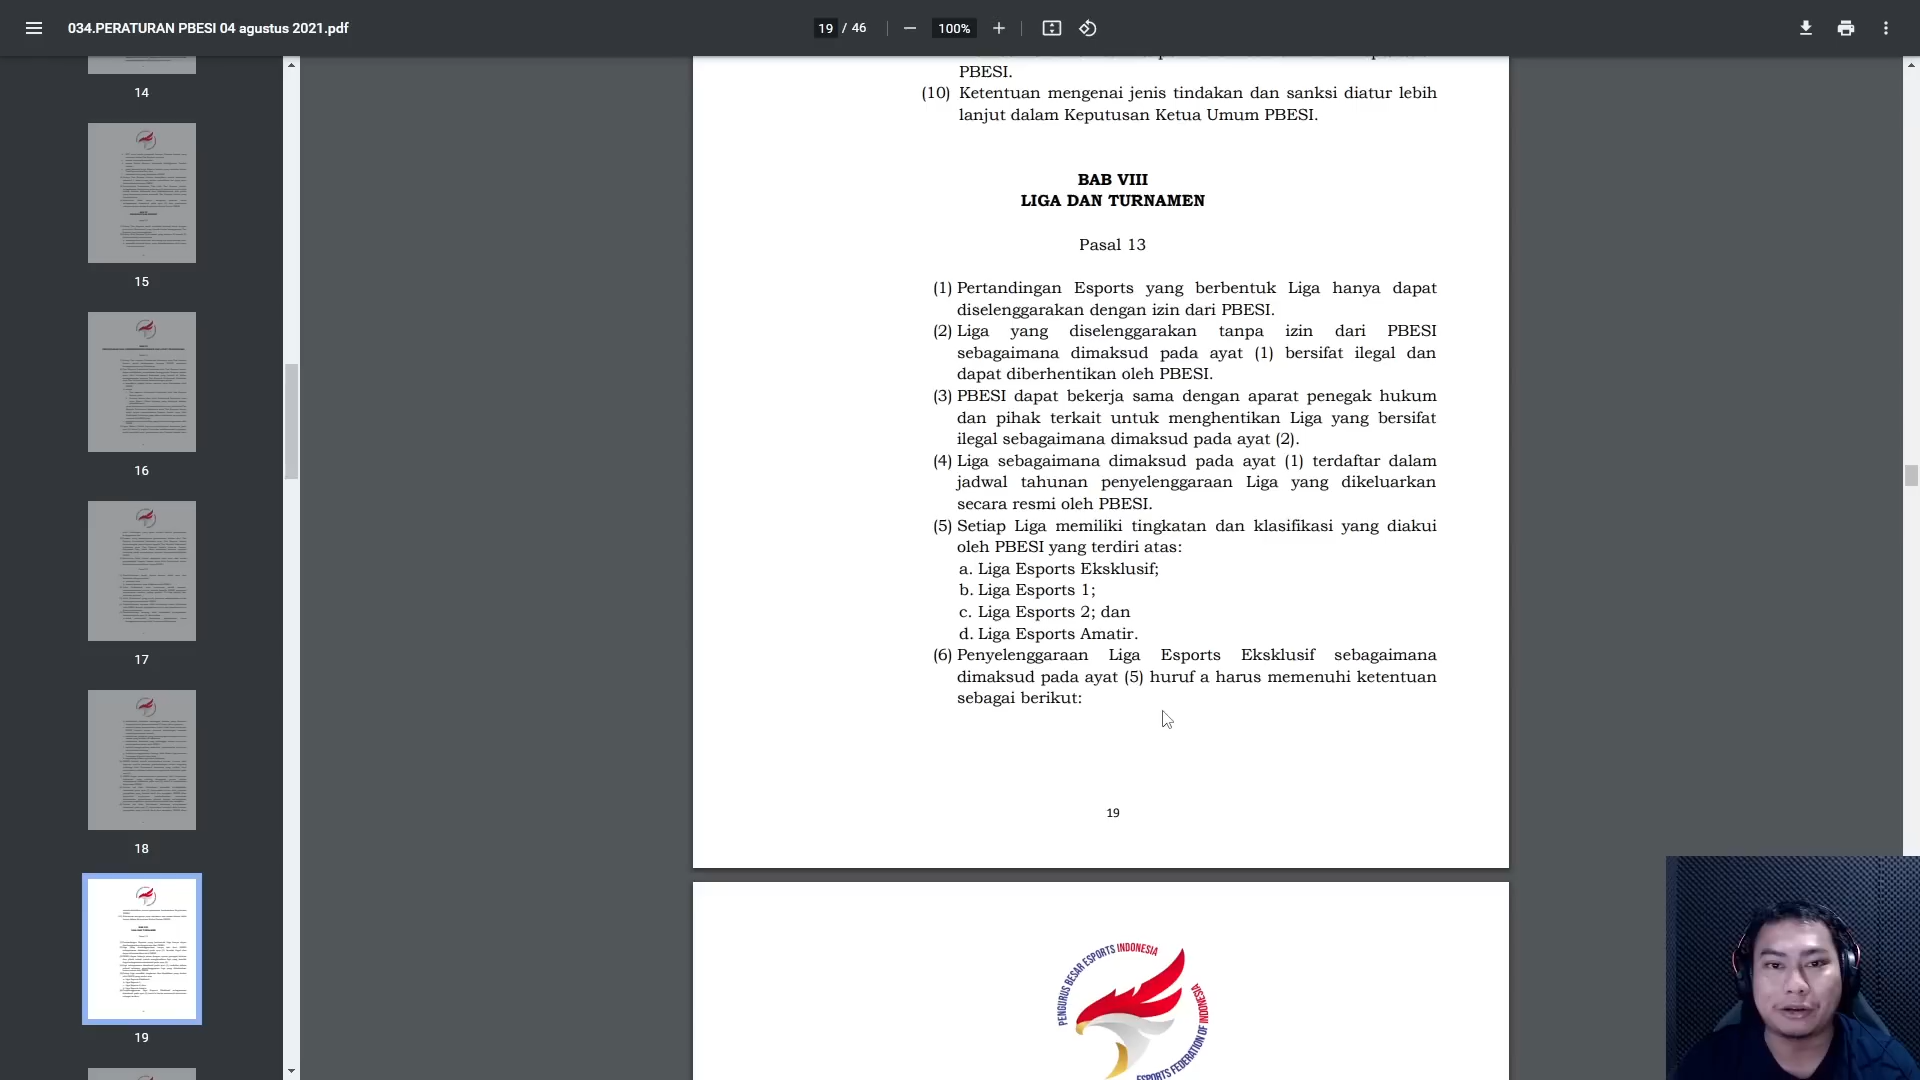 034.PERATURAN PBESI 04 agustus 2021.pdf
19 / 46
100%
14
15
16
17
18
19
PBESI.
(10) Ketentuan mengenai jenis tindakan dan sanksi diatur lebih
lanjut dalam Keputusan Ketua Umum PBESI.
BAB VIII
LIGA DAN TURNAMEN
Pasal 13
(1) Pertandingan Esports yang berbentuk Liga hanya dapat
diselenggarakan dengan izin dari PBESI.
(2) Liga yang diselenggarakan tanpa izin dari PBESI
sebagaimana dimaksud pada ayat (1) bersifat ilegal dan
dapat diberhentikan oleh PBESI.
(3) PBESI dapat bekerja sama dengan aparat penegak hukum
dan pihak terkait untuk menghentikan Liga yang bersifat
ilegal sebagaimana dimaksud pada ayat (2).
(4) Liga sebagaimana dimaksud pada ayat (1) terdaftar dalam
jadwal tahunan penyelenggaraan Liga yang dikeluarkan
secara resmi oleh PBESI.
(5) Setiap Liga memiliki tingkatan dan klasifikasi yang diakui
oleh PBESI yang terdiri atas:
a. Liga Esports Eksklusif;
b. Liga Esports 1;
c. Liga Esports 2; dan
d. Liga Esports Amatir.
(6) Penyelenggaraan Liga Esports Eksklusif sebagaimana
dimaksud pada ayat (5) huruf a harus memenuhi ketentuan
sebagai berikut:
19
PENGURUS BESAR ESPORTS INDONESIA
ESPORTS FEDERATION OF INDONESIA